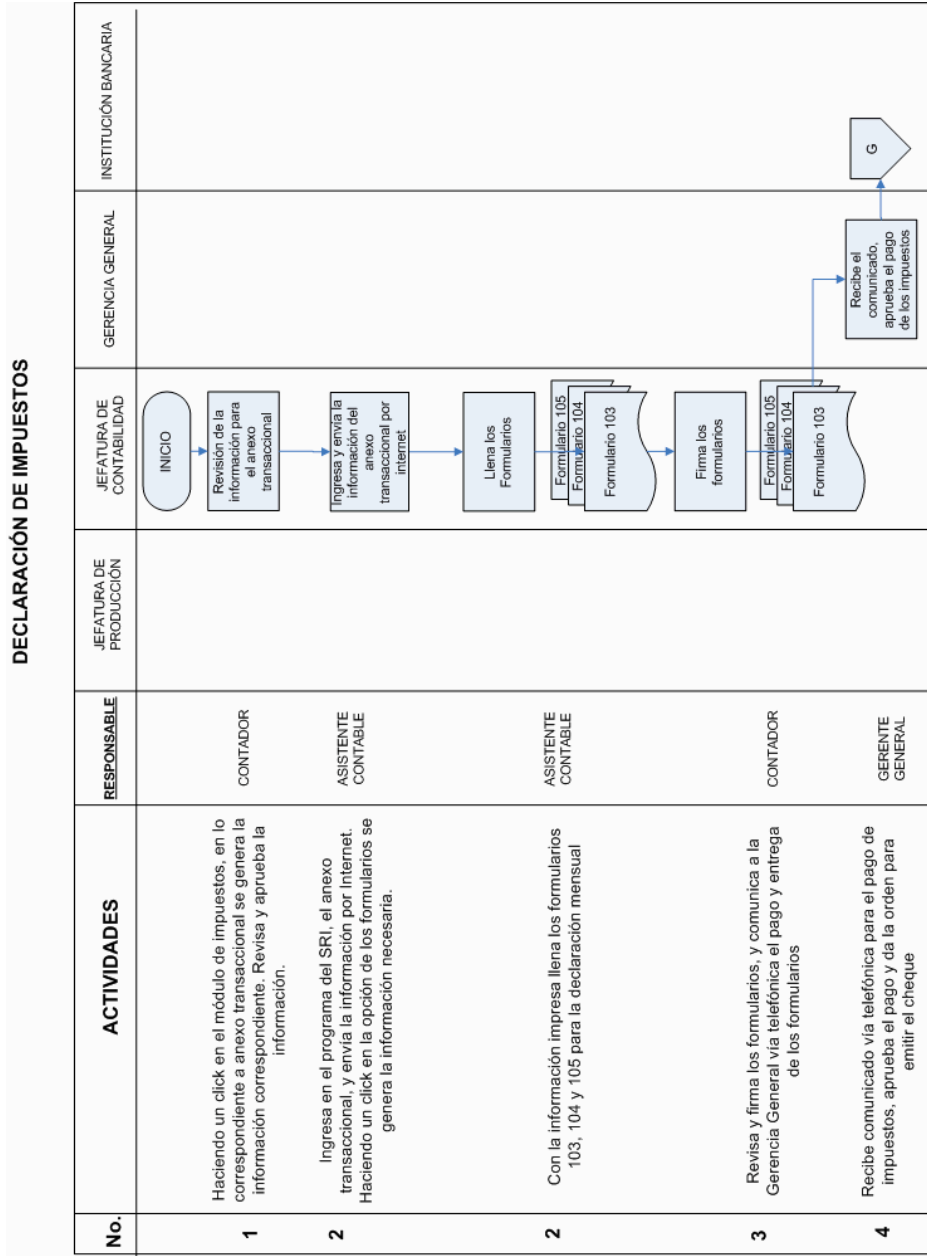 DECLARACIÓN DE IMPUESTOS
No.
ACTIVIDADES
RESPONSABLE
JEFATURA DE
PRODUCCIÓN
JEFATURA DE
CONTABILIDAD
GERENCIA GENERAL
INSTITUCIÓN BANCARIA
INICIO
1
Haciendo un click en el módulo de impuestos, en lo
correspondiente a anexo transaccional se genera la
información correspondiente. Revisa y aprueba la
información.
CONTADOR
Revisión de la
información para
el anexo
transaccional
2
Ingresa en el programa del SRI, el anexo
transaccional, y envía la información por Internet.
Haciendo un click en la opción de los formularios se
genera la información necesaria.
ASISTENTE
CONTABLE
Ingresa y envia la
información del
anexo
transaccional por
internet
2
Con la información impresa llena los formularios
103, 104 y 105 para la declaración mensual
ASISTENTE
CONTABLE
Llena los
Formularios
Formulario 105
Formulario 104
Formulario 103
3
Revisa y firma los formularios, y comunica a la
Gerencia General vía telefónica el pago y entrega
de los formularios
CONTADOR
Firma los
formularios
Formulario 105
Formulario 104
Formulario 103
4
Recibe comunicado vía telefónica para el pago de
impuestos, aprueba el pago y da la orden para
emitir el cheque
GERENTE
GENERAL
Recibe el
comunicado,
aprueba el pago
de los impuestos
G